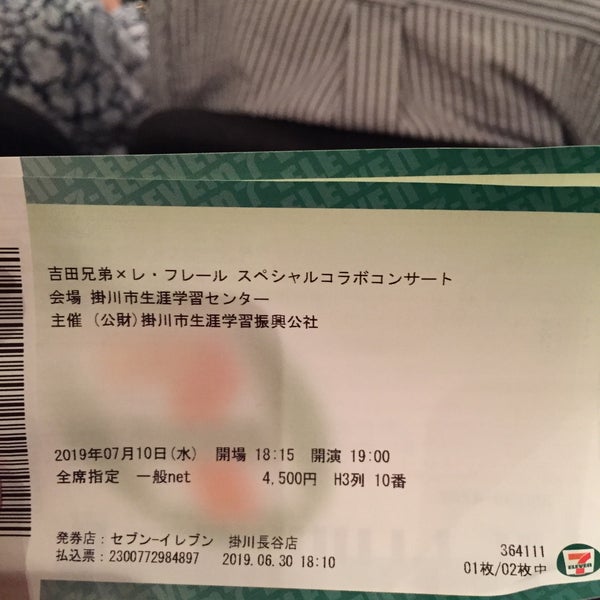 吉田兄弟×レ・フレール スペシャルコラボコンサート
会場 掛川市生涯学習センター
主催 (公財)掛川市生涯学習振興公社
2019年07月10日(水) 開場 18:15 開演 19:00
全席指定 一般net 4,500円 H3列 10番
発券店：セブン-イレブン 掛川長谷店
払込票：2300772984897 2019.06.30 18:10
364111
01枚/02枚中
7-ELEVEN